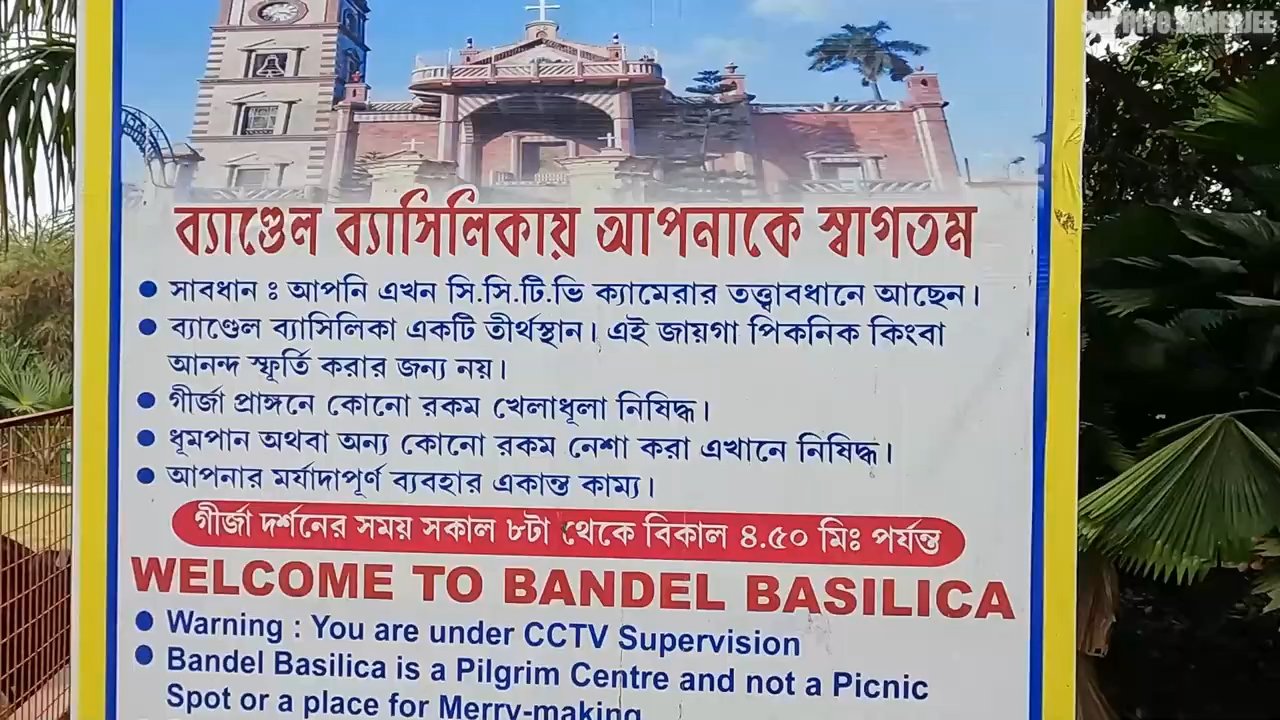 ব্যাণ্ডেল ব্যাসিলিকায় আপনাকে স্বাগতম
• সাবধান ঃ আপনি এখন সি.সি.টি.ভি ক্যামেরার তত্ত্বাবধানে আছেন।
• ব্যাণ্ডেল ব্যাসিলিকা একটি তীর্থস্থান। এই জায়গা পিকনিক কিংবা
আনন্দ স্ফূর্তি করার জন্য নয়।
• গীর্জা প্রাঙ্গনে কোনো রকম খেলাধূলা নিষিদ্ধ।
• ধূমপান অথবা অন্য কোনো রকম নেশা করা এখানে নিষিদ্ধ।
• আপনার মর্যাদাপূর্ণ ব্যবহার একান্ত কাম্য।
গীর্জা দর্শনের সময় সকাল ৮টা থেকে বিকাল ৪.৫০ মিঃ পর্যন্ত
WELCOME TO BANDEL BASILICA
• Warning : You are under CCTV Supervision
• Bandel Basilica is a Pilgrim Centre and not a Picnic
Spot or a place for Merry-making